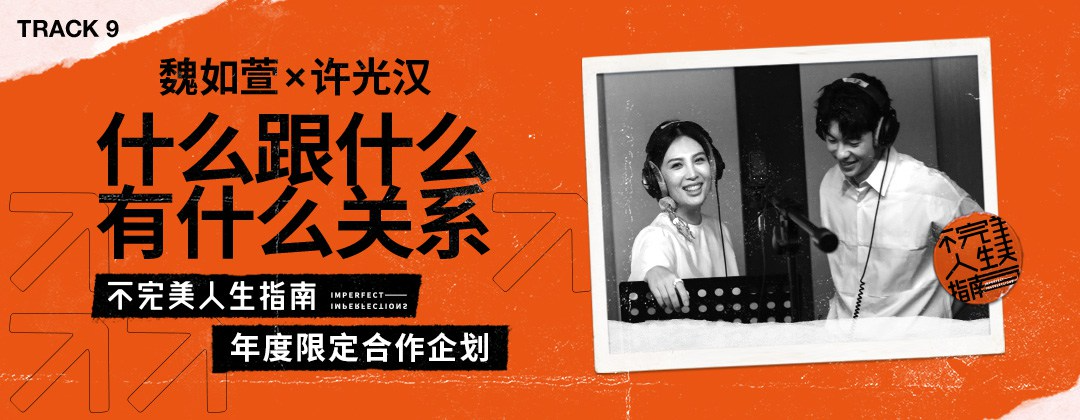 TRACK 9
魏如萱×许光汉
什么跟什么
有什么关系
不完美人生指南
IMPERFECT——
IMPERFECTIONS
年度限定合作企划
不完美
人生
指南